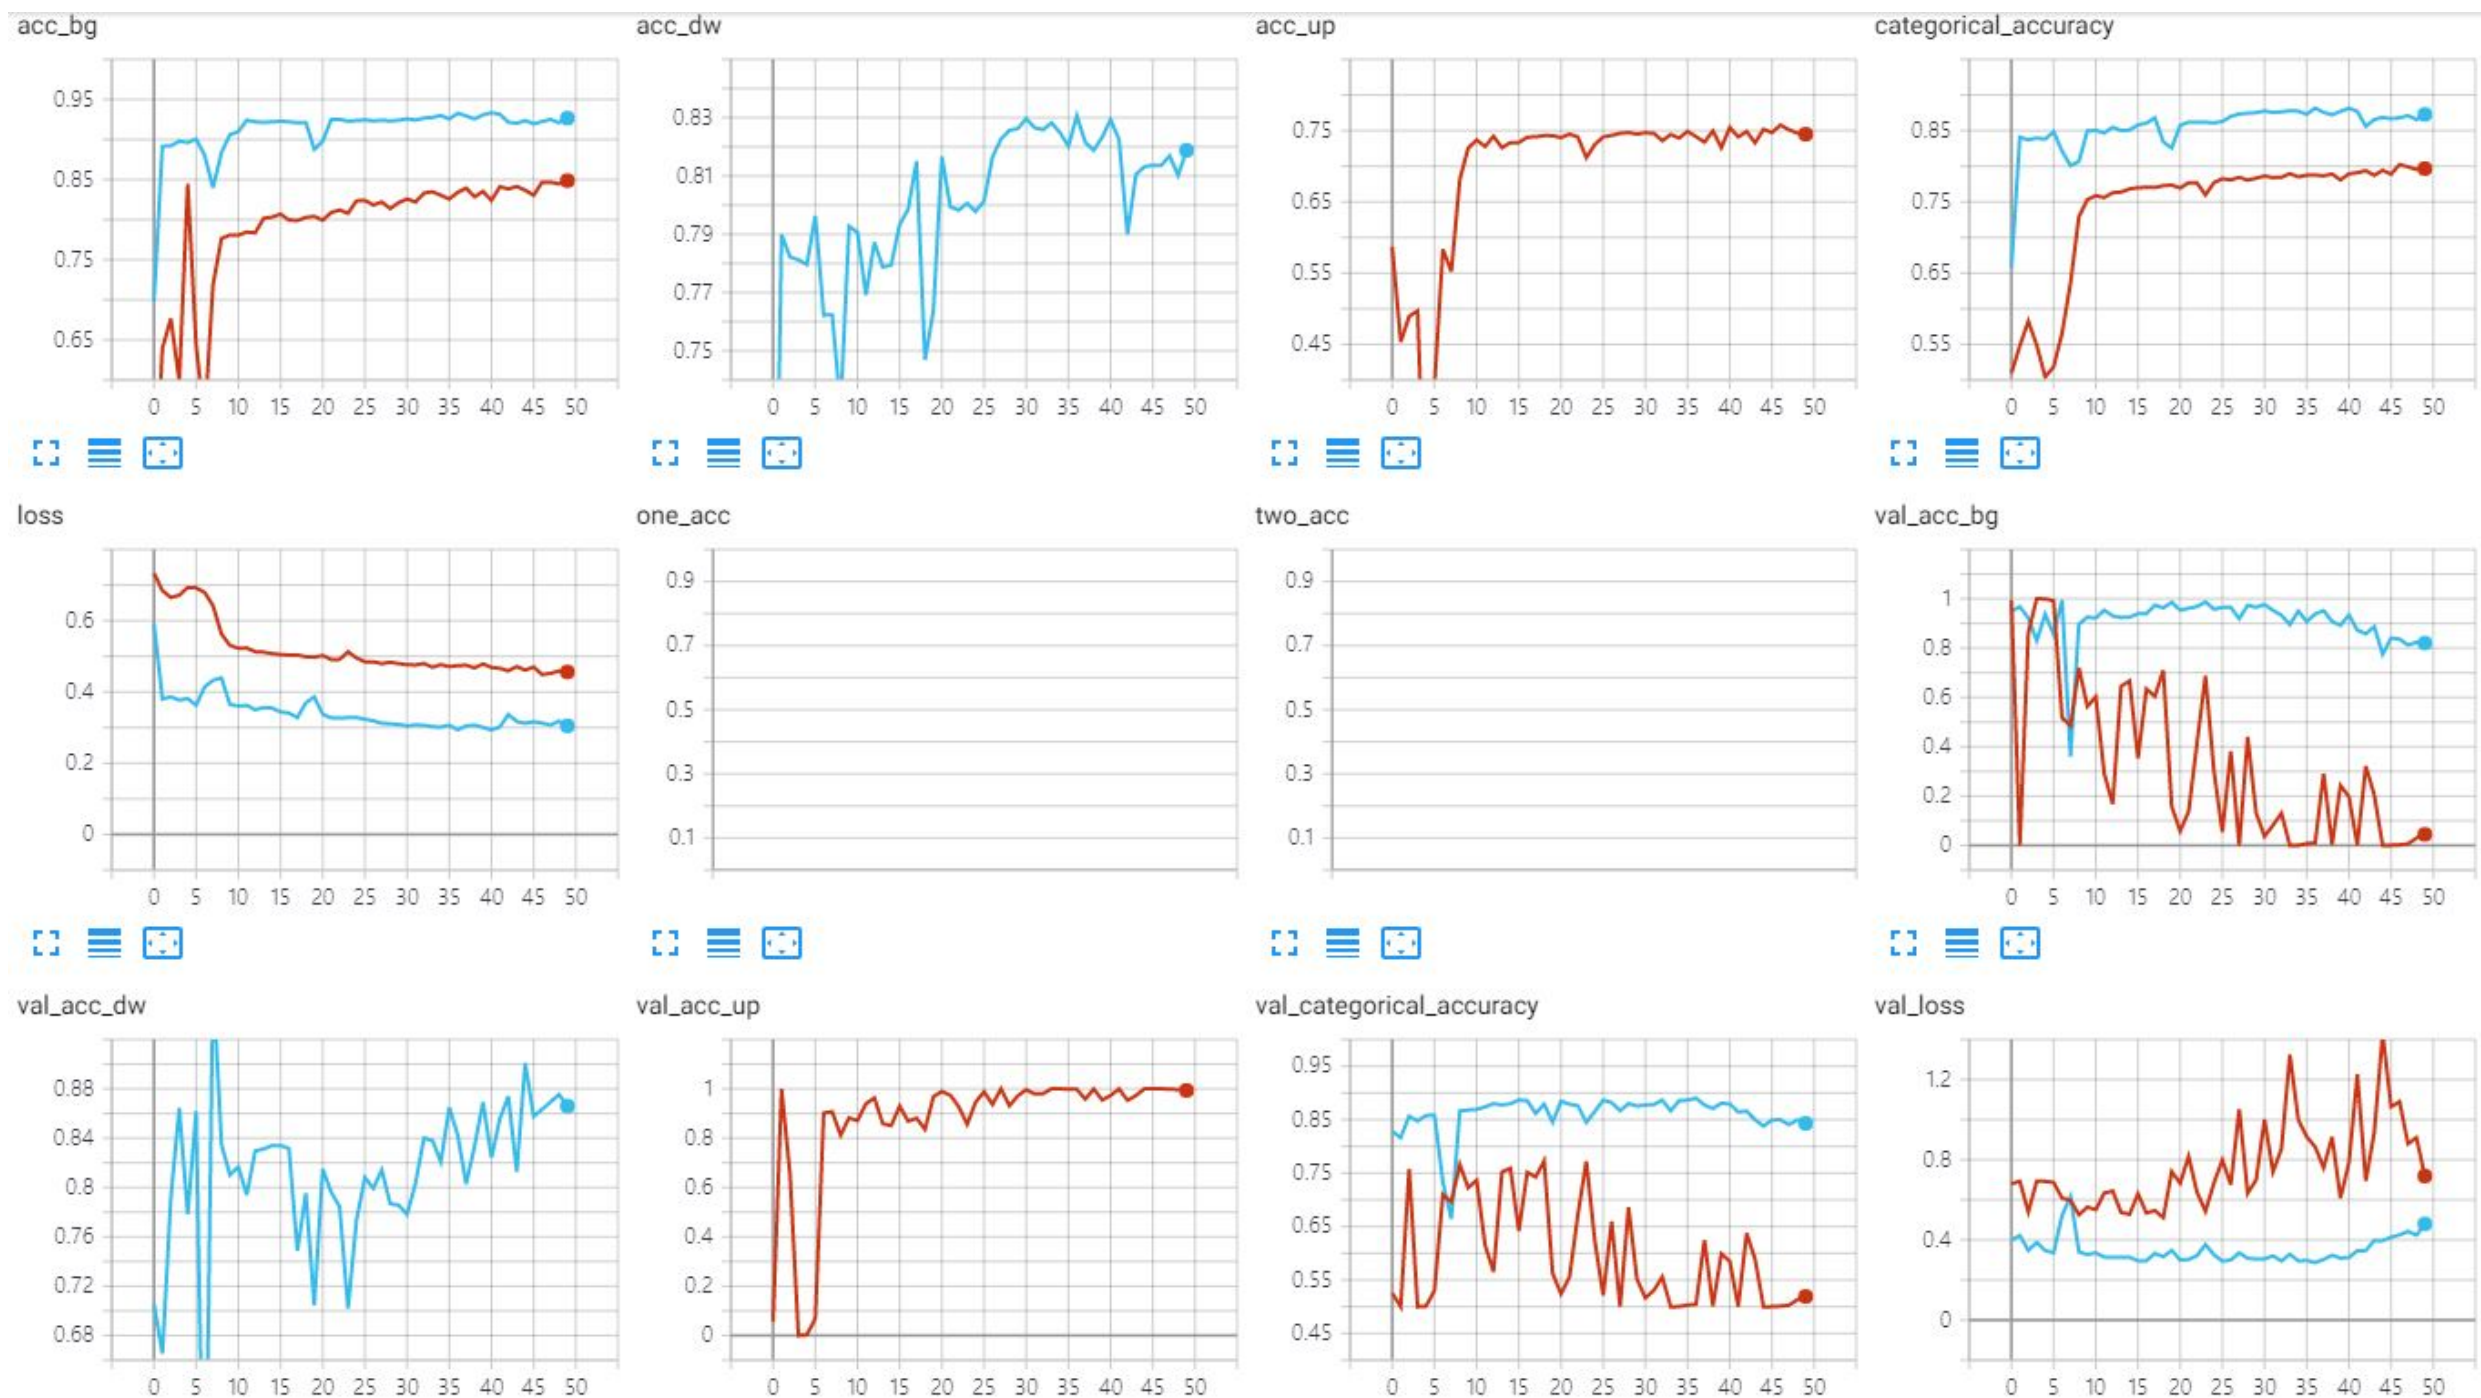 acc_bg
0.95
0.85
0.75
0.65
0 5 10 15 20 25 30 35 40 45 50
acc_dw
0.83
0.81
0.79
0.77
0.75
0 5 10 15 20 25 30 35 40 45 50
acc_up
0.75
0.65
0.55
0.45
0 5 10 15 20 25 30 35 40 45 50
categorical_accuracy
0.85
0.75
0.65
0.55
0 5 10 15 20 25 30 35 40 45 50
loss
0.6
0.4
0.2
0
0 5 10 15 20 25 30 35 40 45 50
one_acc
0.9
0.7
0.5
0.3
0.1
two_acc
0.9
0.7
0.5
0.3
0.1
val_acc_bg
1
0.8
0.6
0.4
0.2
0
0 5 10 15 20 25 30 35 40 45 50
val_acc_dw
0.88
0.84
0.8
0.76
0.72
0.68
0 5 10 15 20 25 30 35 40 45 50
val_acc_up
1
0.8
0.6
0.4
0.2
0
0 5 10 15 20 25 30 35 40 45 50
val_categorical_accuracy
0.95
0.85
0.75
0.65
0.55
0.45
0 5 10 15 20 25 30 35 40 45 50
val_loss
1.2
0.8
0.4
0
0 5 10 15 20 25 30 35 40 45 50